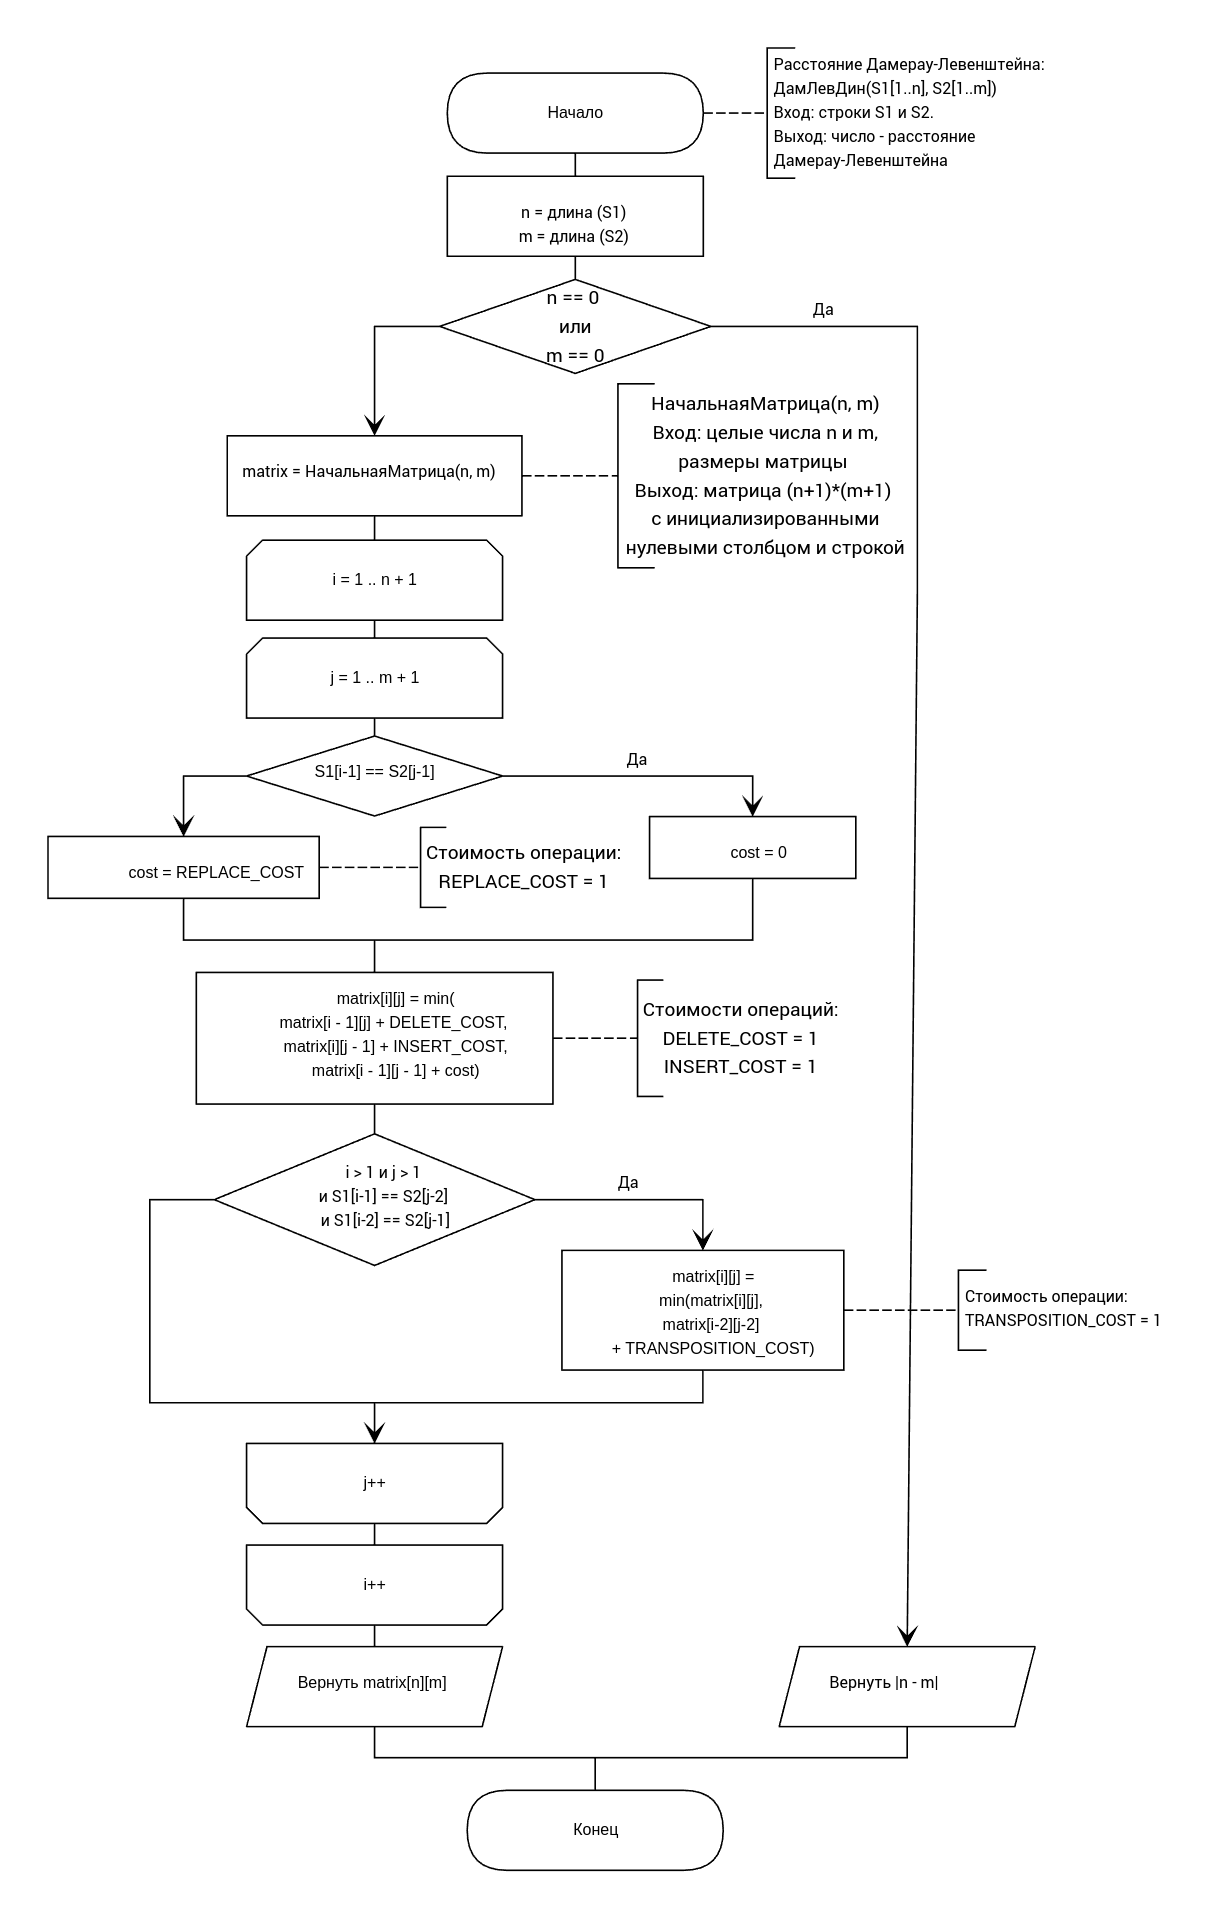 Начало
Расстояние Дамерау-Левенштейна:
ДамЛевДин(S1[1..n], S2[1..m])
Вход: строки S1 и S2.
Выход: число - расстояние
Дамерау-Левенштейна
n = длина (S1)
m = длина (S2)
n == 0
или
m == 0
Да
matrix = НачальнаяМатрица(n, m)
НачальнаяМатрица(n, m)
Вход: целые числа n и m,
размеры матрицы
Выход: матрица (n+1)*(m+1)
с инициализированными
нулевыми столбцом и строкой
i = 1 .. n + 1
j = 1 .. m + 1
S1[i-1] == S2[j-1]
Да
cost = REPLACE_COST
Стоимость операции:
REPLACE_COST = 1
cost = 0
matrix[i][j] = min(
matrix[i - 1][j] + DELETE_COST,
matrix[i][j - 1] + INSERT_COST,
matrix[i - 1][j - 1] + cost)
Стоимости операций:
DELETE_COST = 1
INSERT_COST = 1
i > 1 и j > 1
и S1[i-1] == S2[j-2]
и S1[i-2] == S2[j-1]
Да
matrix[i][j] =
min(matrix[i][j],
matrix[i-2][j-2]
+ TRANSPOSITION_COST)
Стоимость операции:
TRANSPOSITION_COST = 1
j++
i++
Вернуть matrix[n][m]
Вернуть |n - m|
Конец